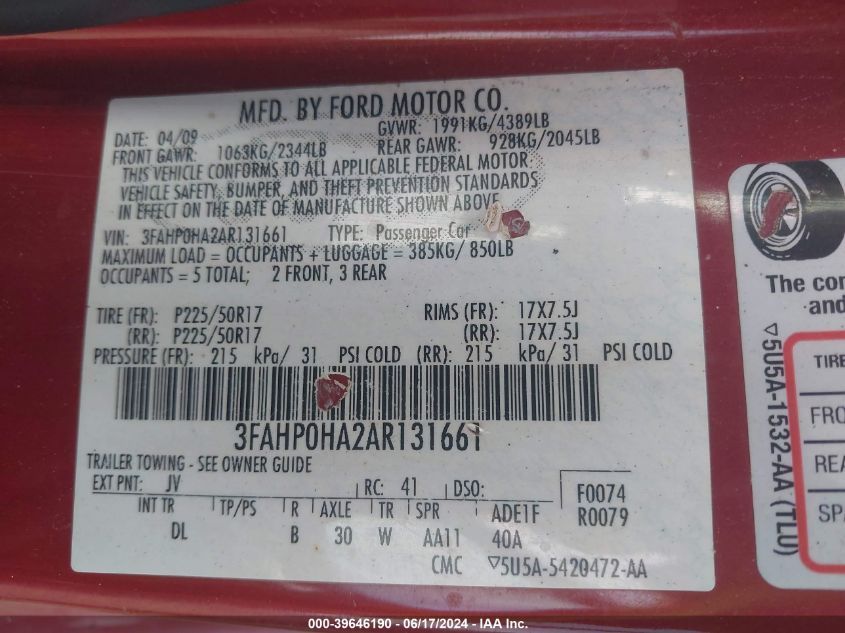 MFD. BY FORD MOTOR CO.
DATE: 04/09 GVWR: 1991KG/4389LB
FRONT GAWR: 1063KG/2344LB REAR GAWR: 928KG/2045LB
THIS VEHICLE CONFORMS TO ALL APPLICABLE FEDERAL MOTOR
VEHICLE SAFETY, BUMPER, AND THEFT PREVENTION STANDARDS
IN EFFECT ON THE DATE OF MANUFACTURE SHOWN ABOVE
VIN: 3FAHP0HA2AR131661 TYPE: Passenger Car
MAXIMUM LOAD = OCCUPANTS + LUGGAGE = 385KG/ 850LB
OCCUPANTS = 5 TOTAL; 2 FRONT, 3 REAR
TIRE (FR): P225/50R17 RIMS (FR): 17X7.5J
(RR): P225/50R17 (RR): 17X7.5J
PRESSURE (FR): 215 kPa/ 31 PSI COLD (RR): 215 kPa/ 31 PSI COLD
3FAHP0HA2AR131661
TRAILER TOWING - SEE OWNER GUIDE
EXT PNT: JV RC: 41 DSO: F0074
INT TR TP/PS R AXLE TR SPR ADE1F R0079
DL B 30 W AA11 40A
CMC ▽5U5A-5420472-AA
The con
and
▽5U5A-1532-AA (TLU)
TIRE
FRO
REA
SPA
000-39646190 - 06/17/2024 - IAA Inc.